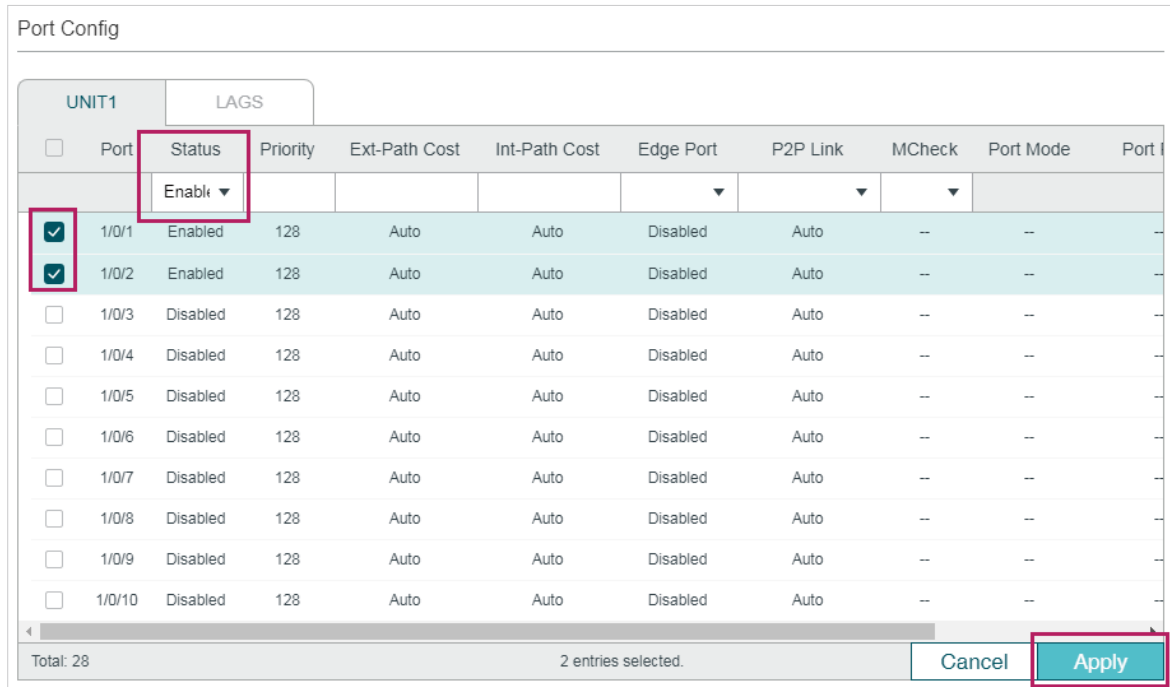 Port Config
UNIT1 LAGS
Port Status Priority Ext-Path Cost Int-Path Cost Edge Port P2P Link MCheck Port Mode Port
Enable
1/0/1 Enabled 128 Auto Auto Disabled Auto -- -- --
1/0/2 Enabled 128 Auto Auto Disabled Auto -- -- --
1/0/3 Disabled 128 Auto Auto Disabled Auto -- -- --
1/0/4 Disabled 128 Auto Auto Disabled Auto -- -- --
1/0/5 Disabled 128 Auto Auto Disabled Auto -- -- --
1/0/6 Disabled 128 Auto Auto Disabled Auto -- -- --
1/0/7 Disabled 128 Auto Auto Disabled Auto -- -- --
1/0/8 Disabled 128 Auto Auto Disabled Auto -- -- --
1/0/9 Disabled 128 Auto Auto Disabled Auto -- -- --
1/0/10 Disabled 128 Auto Auto Disabled Auto -- -- --
Total: 28 2 entries selected. Cancel Apply